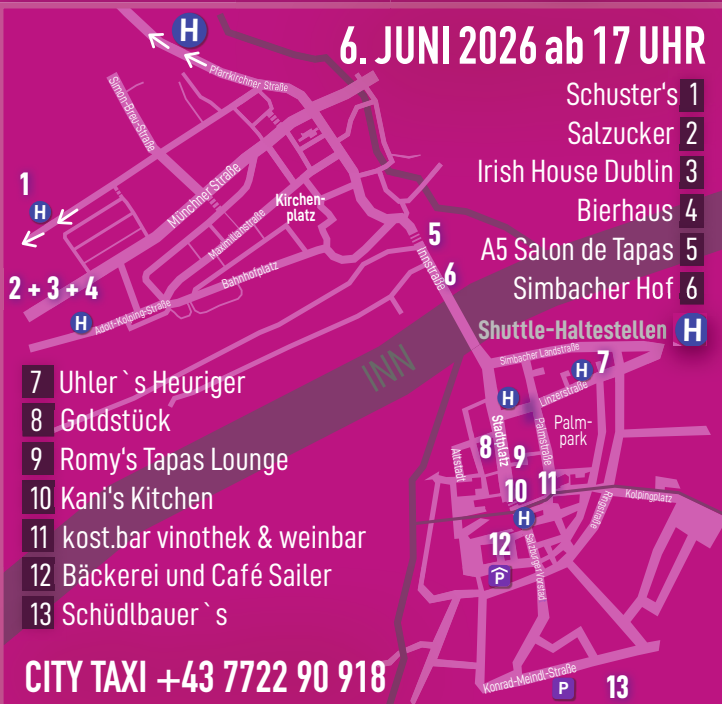 H
6. JUNI 2026 ab 17 UHR
Pfarrkirchner Straße
Schuster's 1
Simon-Breu-Straße
Salzucker 2
Irish House Dublin 3
1
Münchner Straße
Kirchen-
platz
Bierhaus 4
H
Maximilianstraße
5
A5 Salon de Tapas 5
Innstraße
Bahnhofplatz
6
Simbacher Hof 6
2 + 3 + 4
H
Adolf-Kolping-Straße
Shuttle-Haltestellen H
INN
Simbacher Landstraße
7
H
7 Uhler`s Heuriger
H
Linzerstraße
8 Goldstück
Stadtplatz
Palmstraße
Palm-
park
8
9
Altstadt
9 Romy's Tapas Lounge
10
11
10 Kani's Kitchen
Ringstraße
Kolpingplatz
H
11 kost.bar vinothek & weinbar
12
Salzburger Vorstad
12 Bäckerei und Café Sailer
P
13 Schüdlbauer`s
CITY TAXI +43 7722 90 918
Konrad-Meindl-Straße
P
13